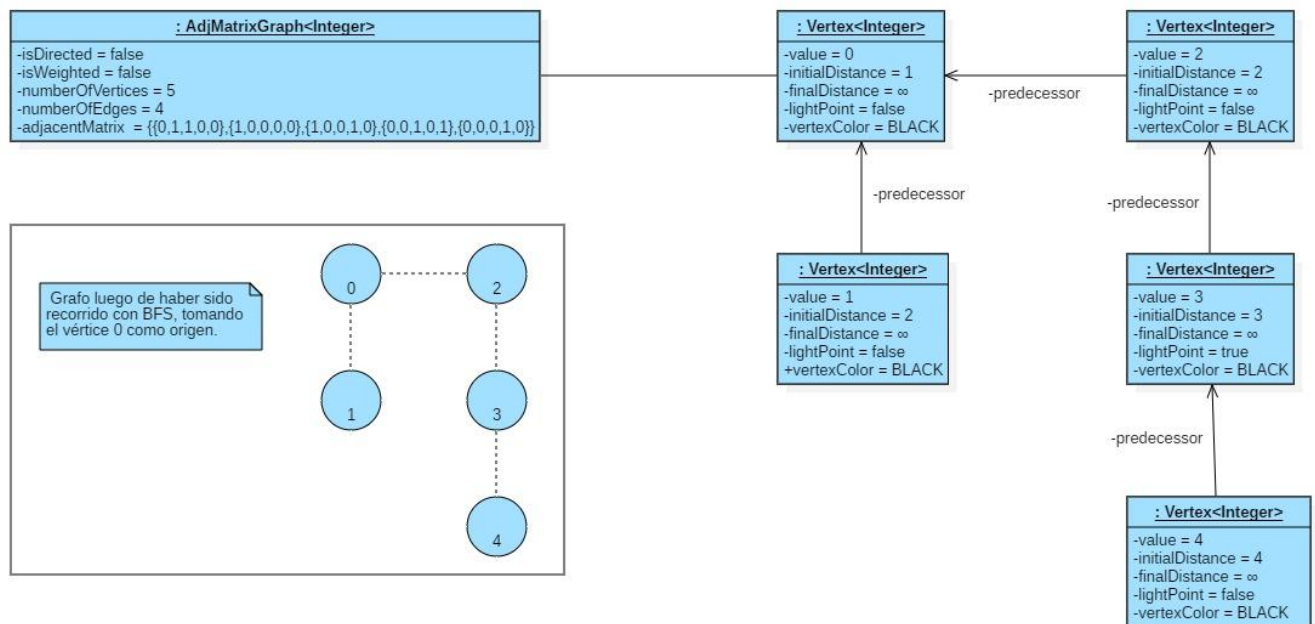 : AdjMatrixGraph<Integer>
-isDirected = false
-isWeighted = false
-numberOfVertices = 5
-numberOfEdges = 4
-adjacentMatrix = {{0,1,1,0,0},{1,0,0,0,0},{1,0,0,1,0},{0,0,1,0,1},{0,0,0,1,0}}
: Vertex<Integer>
-value = 0
-initialDistance = 1
-finalDistance = ∞
-lightPoint = false
-vertexColor = BLACK
-predecessor
: Vertex<Integer>
-value = 2
-initialDistance = 2
-finalDistance = ∞
-lightPoint = false
-vertexColor = BLACK
-predecessor
-predecessor
Grafo luego de haber sido
recorrido con BFS, tomando
el vértice 0 como origen.
0
2
1
3
4
: Vertex<Integer>
-value = 1
-initialDistance = 2
-finalDistance = ∞
-lightPoint = false
+vertexColor = BLACK
: Vertex<Integer>
-value = 3
-initialDistance = 3
-finalDistance = ∞
-lightPoint = true
-vertexColor = BLACK
-predecessor
: Vertex<Integer>
-value = 4
-initialDistance = 4
-finalDistance = ∞
-lightPoint = false
-vertexColor = BLACK